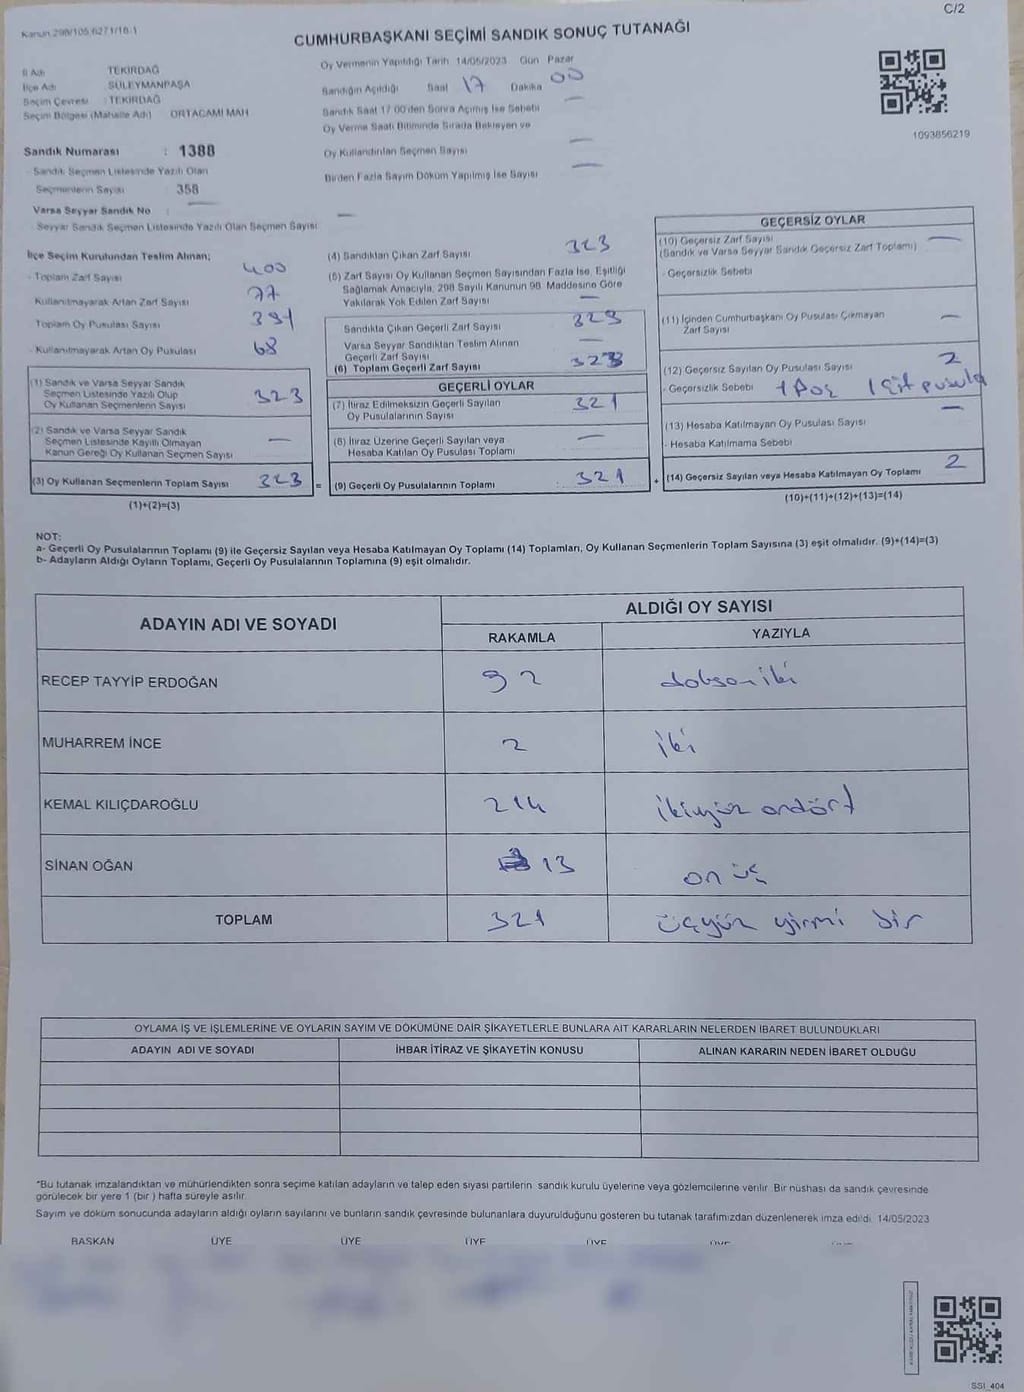 C/2
Kanun 298/105 6271/18 1
CUMHURBAŞKANI SEÇİMİ SANDIK SONUÇ TUTANAĞI
İl Adı TEKİRDAĞ
İlçe Adı SÜLEYMANPAŞA
Seçim Çevresi : TEKİRDAĞ
Seçim Bölgesi (Mahalle Adı) ORTACAMİ MAH
Sandık Numarası : 1388
- Sandık Seçmen Listesinde Yazılı Olan
Seçmenlerin Sayısı 358
Varsa Seyyar Sandık No : —
- Seyyar Sandık Seçmen Listesinde Yazılı Olan Seçmen Sayısı —
Oy Vermenin Yapıldığı Tarih 14/05/2023 Gün Pazar
Sandığın Açıldığı Saat 17 Dakika 00
Sandık Saat 17.00'den Sonra Açılmış İse Sebebi —
Oy Verme Saati Bitiminde Sırada Bekleyen ve
Oy Kullandırılan Seçmen Sayısı —
Birden Fazla Sayım Döküm Yapılmış İse Sayısı —
1093856219
İlçe Seçim Kurulundan Teslim Alınan;
- Toplam Zarf Sayısı 400
Kullanılmayarak Artan Zarf Sayısı 77
Toplam Oy Pusulası Sayısı 391
- Kullanılmayarak Artan Oy Pusulası 68
(1) Sandık ve Varsa Seyyar Sandık
Seçmen Listesinde Yazılı Olup
Oy Kullanan Seçmenlerin Sayısı 323
(2) Sandık ve Varsa Seyyar Sandık
Seçmen Listesinde Kayıtlı Olmayan
Kanun Gereği Oy Kullanan Seçmen Sayısı —
(3) Oy Kullanan Seçmenlerin Toplam Sayısı 323 =
(1)+(2)=(3)
(4) Sandıktan Çıkan Zarf Sayısı 323
(5) Zarf Sayısı Oy Kullanan Seçmen Sayısından Fazla İse, Eşitliği
Sağlamak Amacıyla, 298 Sayılı Kanunun 98. Maddesine Göre
Yakılarak Yok Edilen Zarf Sayısı —
Sandıkta Çıkan Geçerli Zarf Sayısı 323
Varsa Seyyar Sandıktan Teslim Alınan
Geçerli Zarf Sayısı —
(6) Toplam Geçerli Zarf Sayısı 323
GEÇERLİ OYLAR
(7) İtiraz Edilmeksizin Geçerli Sayılan
Oy Pusulalarının Sayısı 321
(8) İtiraz Üzerine Geçerli Sayılan veya
Hesaba Katılan Oy Pusulası Toplamı —
(9) Geçerli Oy Pusulalarının Toplamı : 321 +
GEÇERSİZ OYLAR
(10) Geçersiz Zarf Sayısı —
(Sandık ve Varsa Seyyar Sandık Geçersiz Zarf Toplamı)
- Geçersizlik Sebebi
(11) İçinden Cumhurbaşkanı Oy Pusulası Çıkmayan
Zarf Sayısı —
(12) Geçersiz Sayılan Oy Pusulası Sayısı 2
- Geçersizlik Sebebi 1 Boş 1 Çift pusula
(13) Hesaba Katılmayan Oy Pusulası Sayısı —
- Hesaba Katılmama Sebebi
(14) Geçersiz Sayılan veya Hesaba Katılmayan Oy Toplamı 2
(10)+(11)+(12)+(13)=(14)
NOT:
a- Geçerli Oy Pusulalarının Toplamı (9) ile Geçersiz Sayılan veya Hesaba Katılmayan Oy Toplamı (14) Toplamları, Oy Kullanan Seçmenlerin Toplam Sayısına (3) eşit olmalıdır. (9)+(14)=(3)
b- Adayların Aldığı Oyların Toplamı, Geçerli Oy Pusulalarının Toplamına (9) eşit olmalıdır.
ADAYIN ADI VE SOYADI
ALDIĞI OY SAYISI
RAKAMLA YAZIYLA
RECEP TAYYİP ERDOĞAN 92 doksan iki
MUHARREM İNCE 2 iki
KEMAL KILIÇDAROĞLU 214 ikiyüz ondört
SİNAN OĞAN 13 on üç
TOPLAM 321 üçyüz yirmi bir
OYLAMA İŞ VE İŞLEMLERİNE VE OYLARIN SAYIM VE DÖKÜMÜNE DAİR ŞİKAYETLERLE BUNLARA AİT KARARLARIN NELERDEN İBARET BULUNDUKLARI
ADAYIN ADI VE SOYADI İHBAR İTİRAZ VE ŞİKAYETİN KONUSU ALINAN KARARIN NEDEN İBARET OLDUĞU
*Bu tutanak imzalandıktan ve mühürlendikten sonra seçime katılan adayların ve talep eden siyasi partilerin sandık kurulu üyelerine veya gözlemcilerine verilir. Bir nüshası da sandık çevresinde
görülecek bir yere 1 (bir ) hafta süreyle asılır.
Sayım ve döküm sonucunda adayların aldığı oyların sayılarını ve bunların sandık çevresinde bulunanlara duyurulduğunu gösteren bu tutanak tarafımızdan düzenlenerek imza edildi. 14/05/2023
BAŞKAN ÜYE ÜYE ÜYE ÜYE
SSI_404